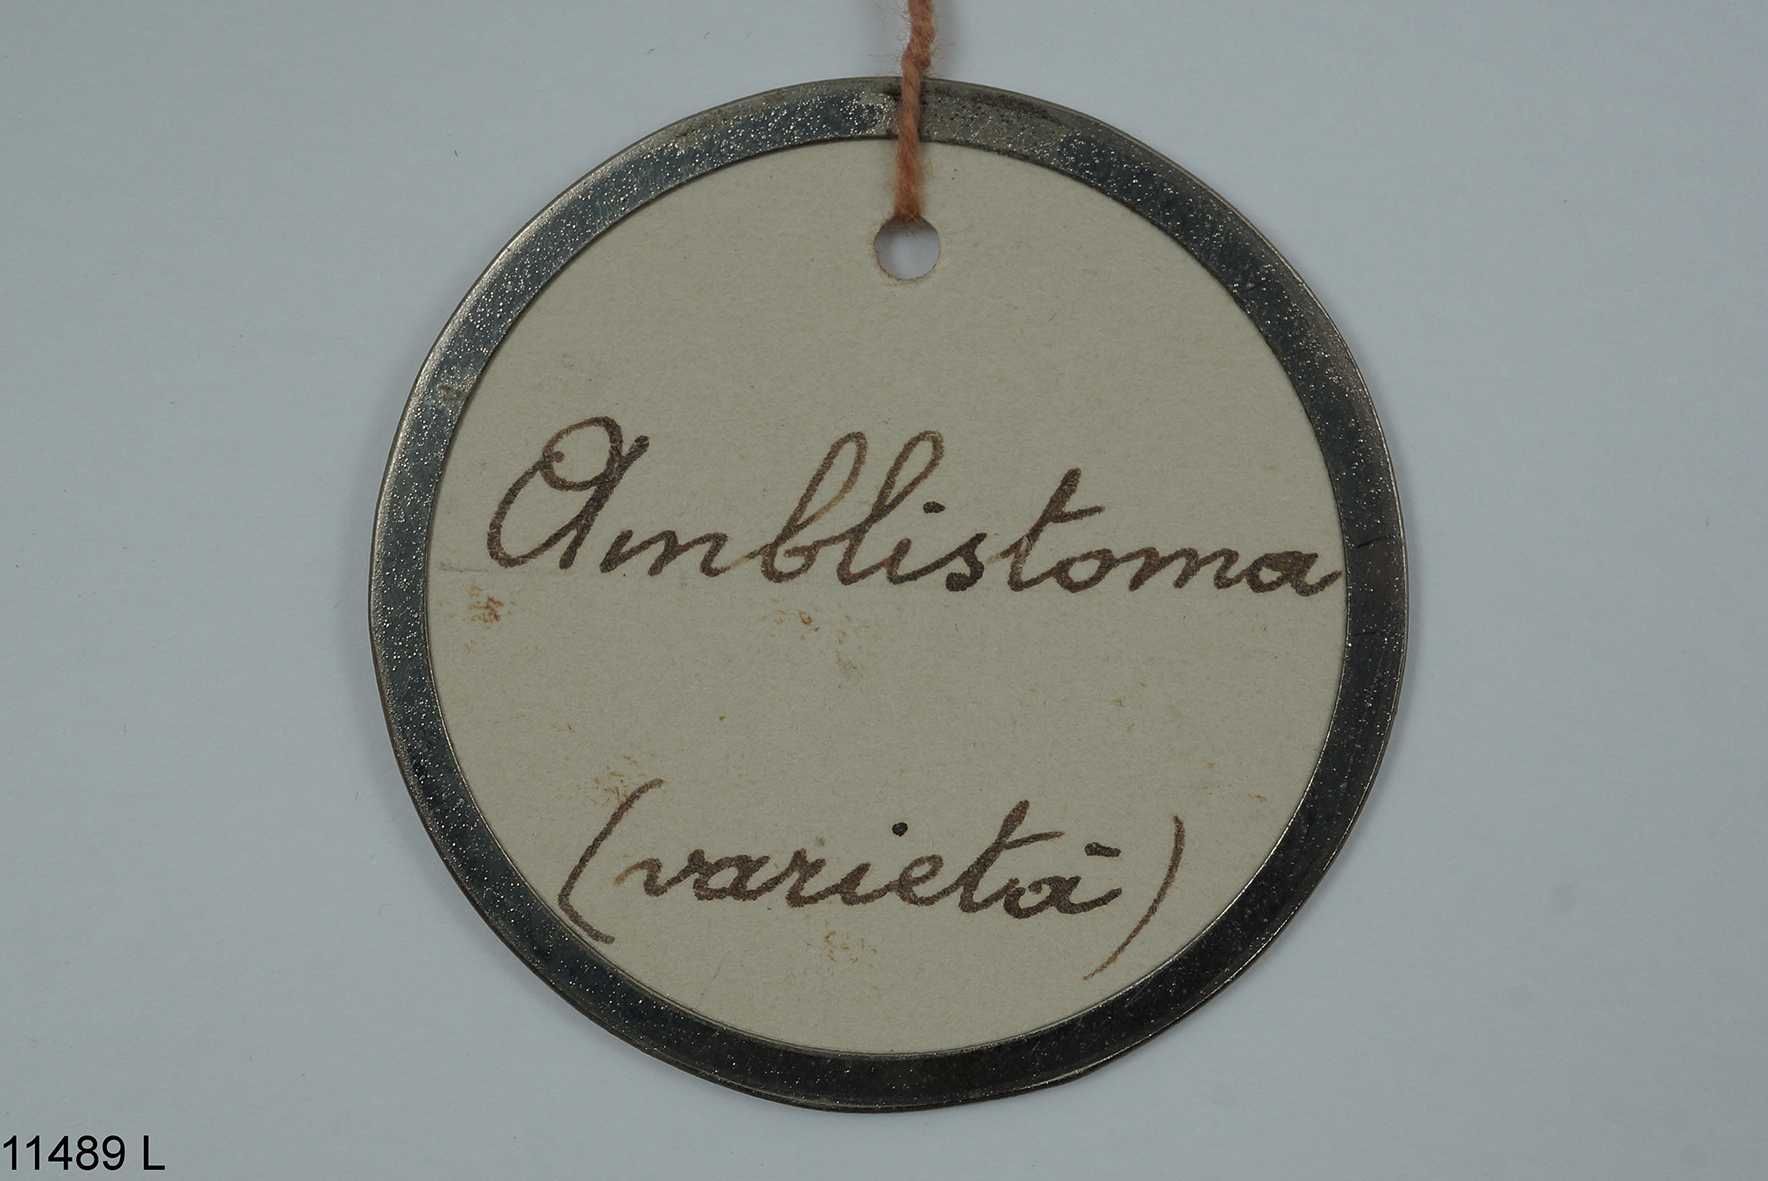 Amblistoma
(varietà)
11489 L